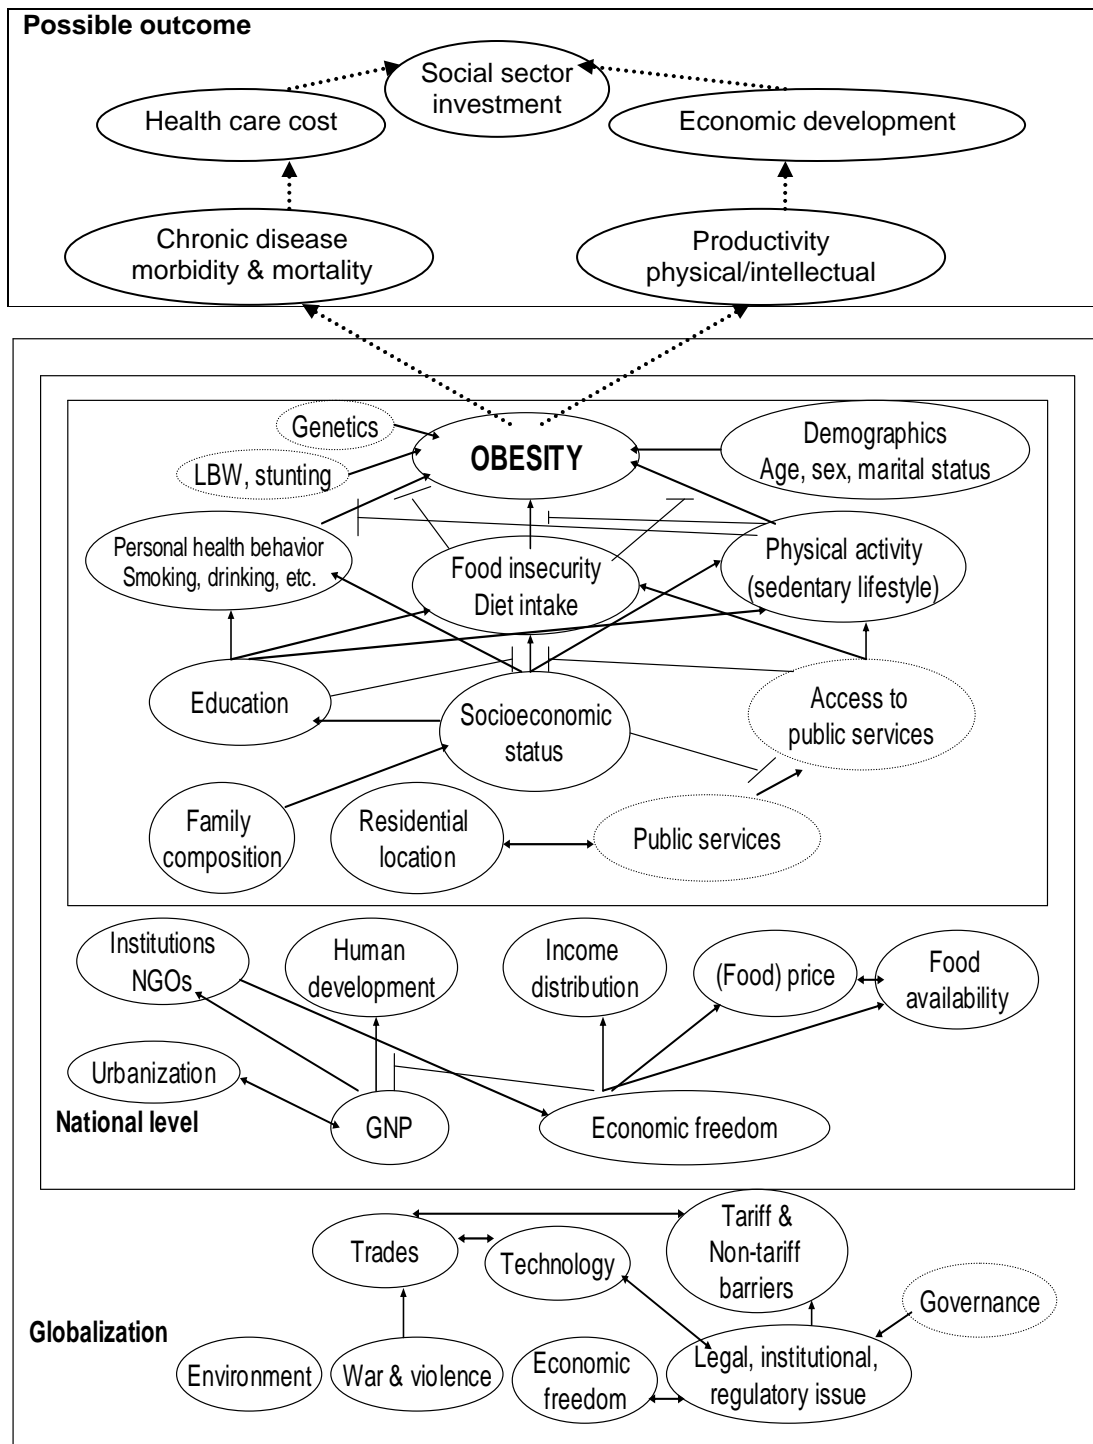 Possible outcome
Social sector
investment
Health care cost
Economic development
Chronic disease
morbidity & mortality
Productivity
physical/intellectual
Genetics
OBESITY
Demographics
Age, sex, marital status
LBW, stunting
Personal health behavior
Smoking, drinking, etc.
Food insecurity
Diet intake
Physical activity
(sedentary lifestyle)
Education
Socioeconomic
status
Access to
public services
Family
composition
Residential
location
Public services
Institutions
NGOs
Human
development
Income
distribution
(Food) price
Food
availability
Urbanization
National level
GNP
Economic freedom
Trades
Technology
Tariff &
Non-tariff
barriers
Governance
Globalization
Environment
War & violence
Economic
freedom
Legal, institutional,
regulatory issue